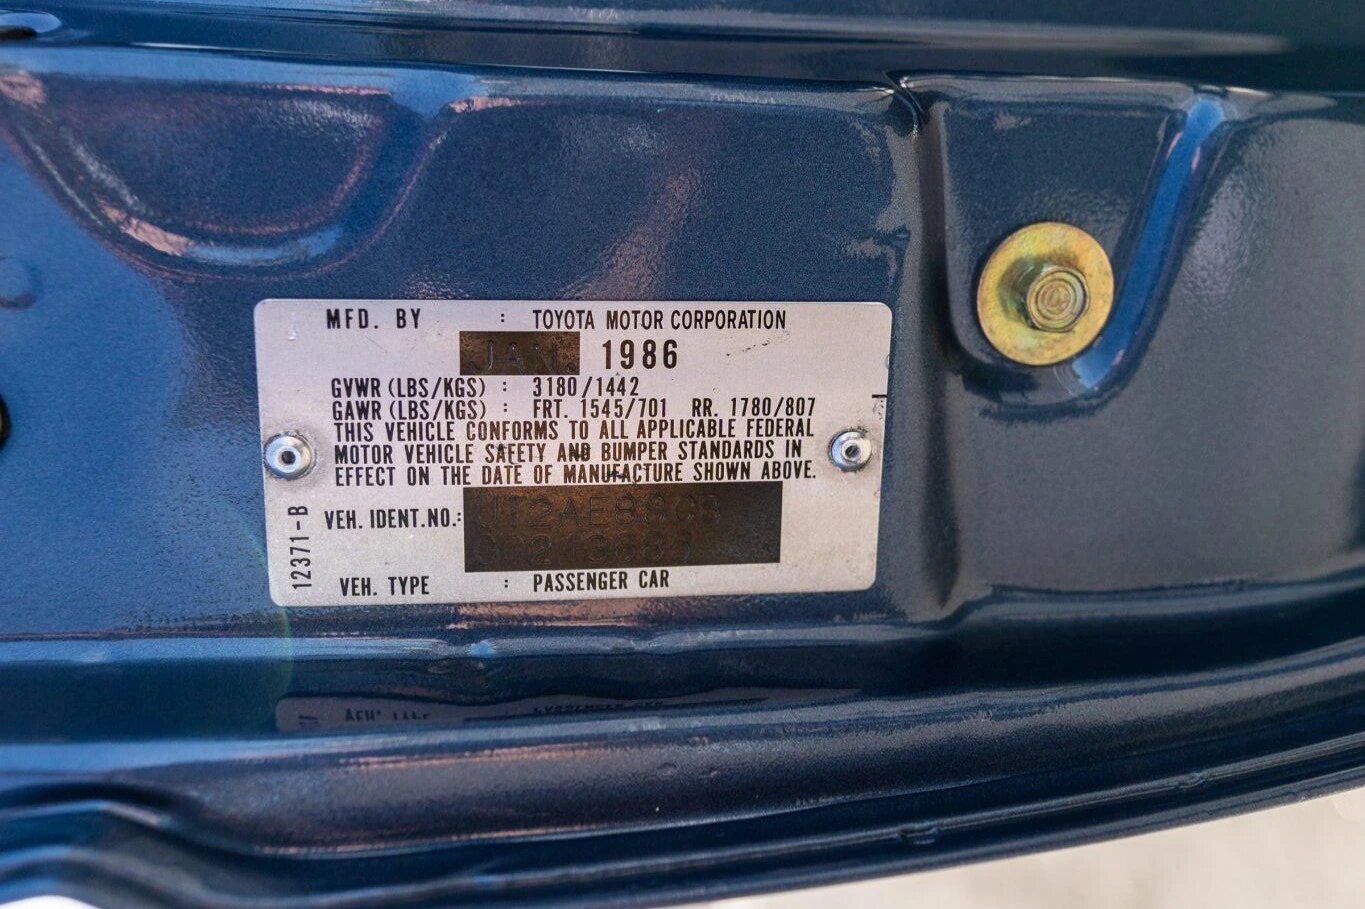 MFD. BY : TOYOTA MOTOR CORPORATION
JAN. 1986
GVWR (LBS/KGS) : 3180/1442
GAWR (LBS/KGS) : FRT. 1545/701 RR. 1780/807
THIS VEHICLE CONFORMS TO ALL APPLICABLE FEDERAL
MOTOR VEHICLE SAFETY AND BUMPER STANDARDS IN
EFFECT ON THE DATE OF MANUFACTURE SHOWN ABOVE.
VEH. IDENT.NO.:
VEH. TYPE : PASSENGER CAR
12371-B